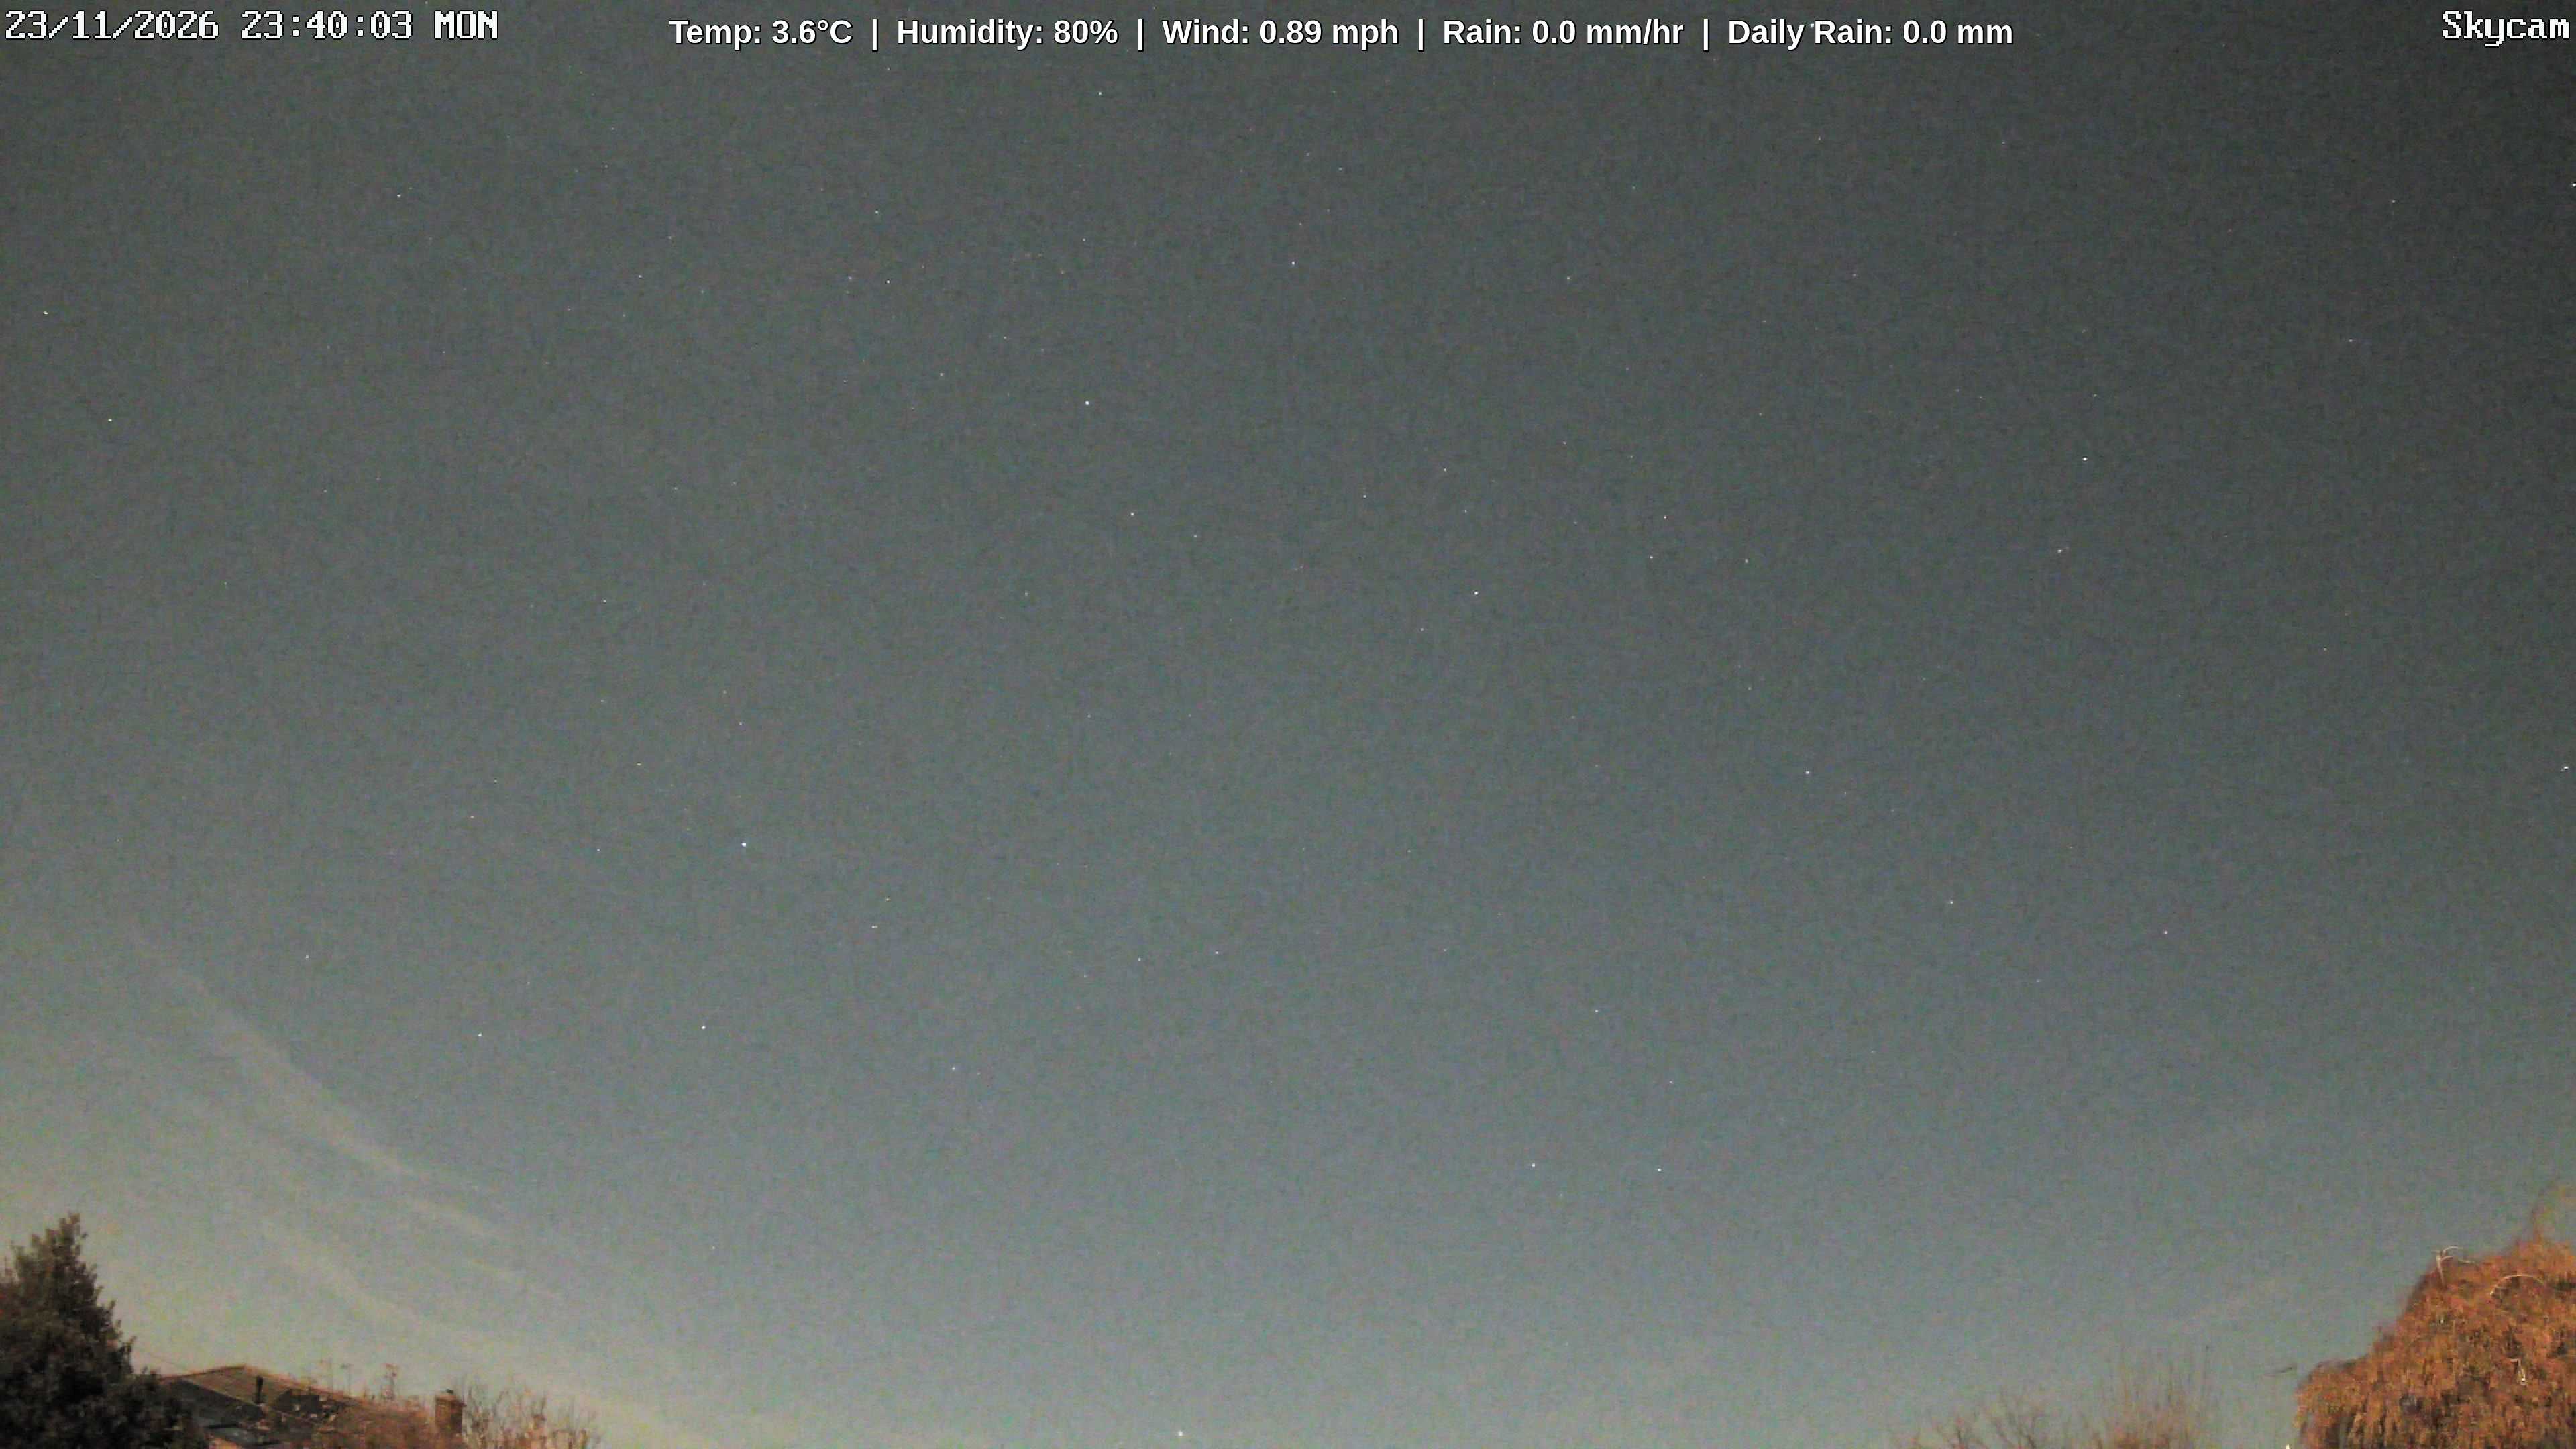 23/11/2026 23:40:03 MON
Temp: 3.6°C | Humidity: 80% | Wind: 0.89 mph | Rain: 0.0 mm/hr | Daily Rain: 0.0 mm
Skycam